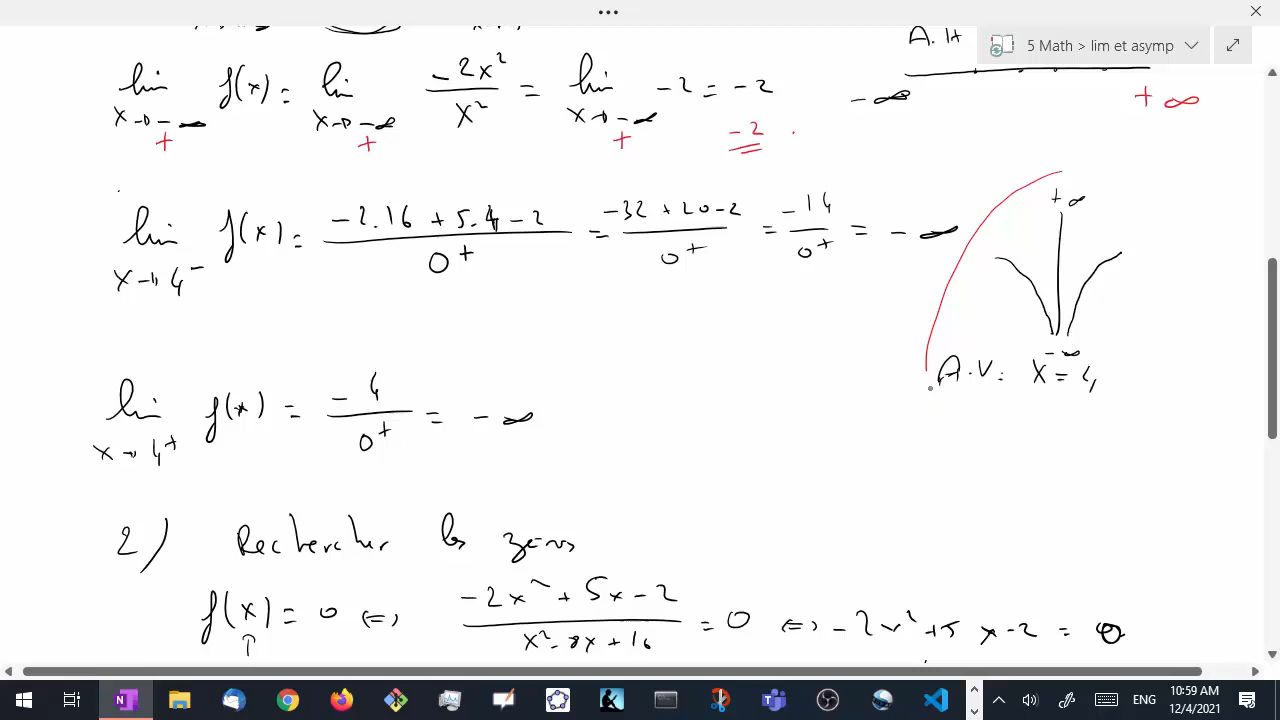 5 Math > lim et asymp
A.H
lim f(x) = lim -2x²/x² = lim -2 = -2
x→-∞ x→-∞ x→-∞
+ + + -2
-∞ +∞
+∞
lim f(x) = (-2.16 + 5.4 - 2)/0⁺ = (-32 + 20 - 2)/0⁺ = -14/0⁺ = -∞
x→4⁻
-∞
A.V: x = 4
lim f(x) = -4/0⁺ = -∞
x→4⁺
2) Rechercher les zéros
f(x) = 0 <=> (-2x² + 5x - 2)/(x² - 8x + 16) = 0 <=> -2x² + 5x - 2 = 0
↑
ENG
10:59 AM
12/4/2021